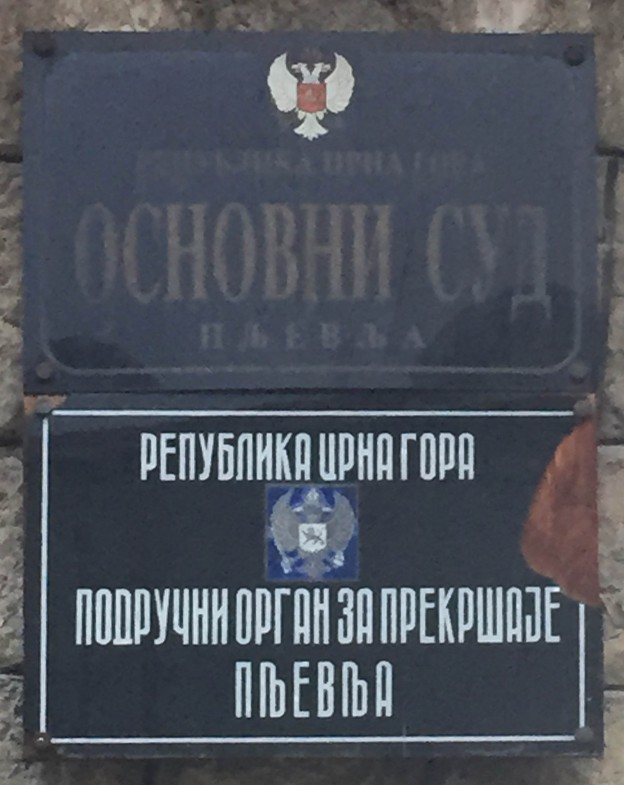 РЕПУБЛИКА ЦРНА ГОРА
ОСНОВНИ СУД
ПЉЕВЉА
РЕПУБЛИКА ЦРНА ГОРА
ПОДРУЧНИ ОРГАН ЗА ПРЕКРШАЈЕ
ПЉЕВЉА